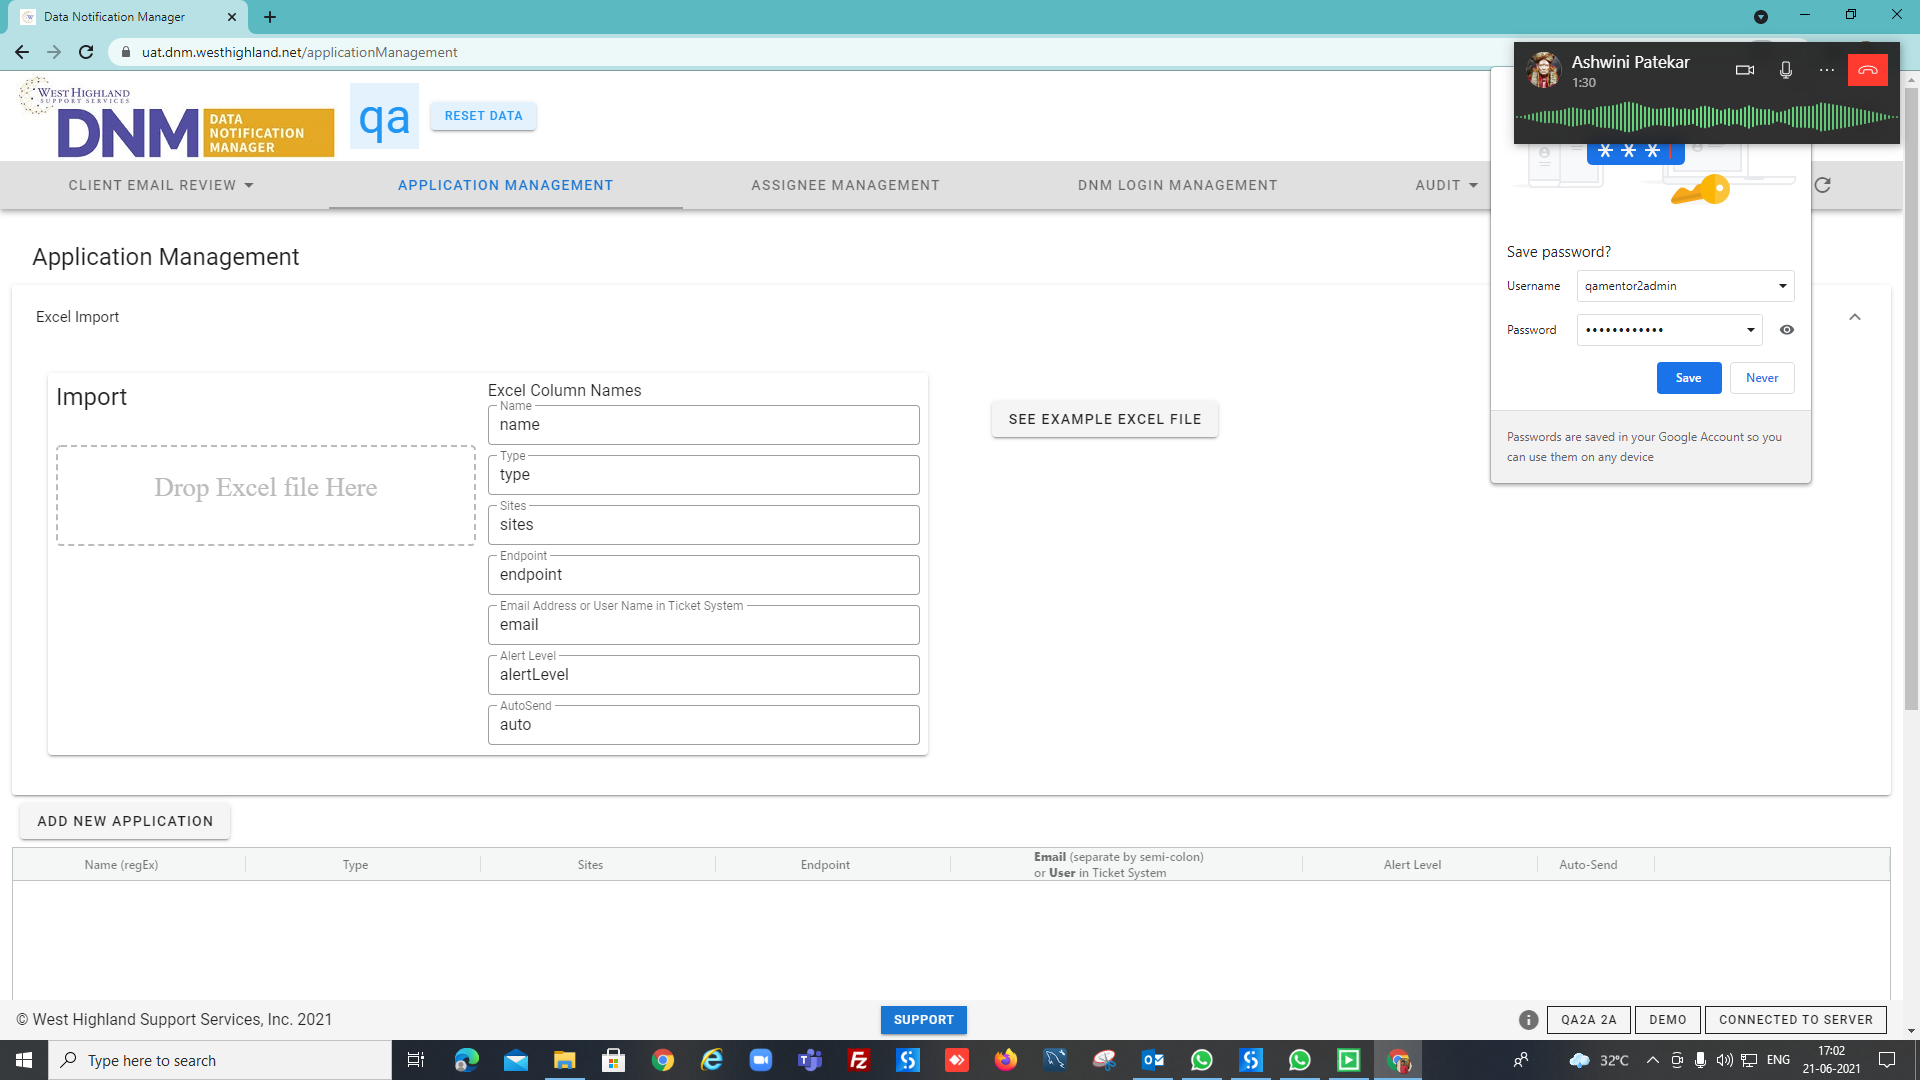 Data Notification Manager
uat.dnm.westhighland.net/applicationManagement
Ashwini Patekar
1:30
WEST HIGHLAND
SUPPORT SERVICES
DNM
DATA
NOTIFICATION
MANAGER
qa
RESET DATA
CLIENT EMAIL REVIEW
APPLICATION MANAGEMENT
ASSIGNEE MANAGEMENT
DNM LOGIN MANAGEMENT
AUDIT
***
Save password?
Username
qamentor2admin
Password
••••••••••••
Save
Never
Passwords are saved in your Google Account so you
can use them on any device
Application Management
Excel Import
Import
Drop Excel file Here
Excel Column Names
Name
name
Type
type
Sites
sites
Endpoint
endpoint
Email Address or User Name in Ticket System
email
Alert Level
alertLevel
AutoSend
auto
SEE EXAMPLE EXCEL FILE
ADD NEW APPLICATION
Name (regEx)
Type
Sites
Endpoint
Email (separate by semi-colon)
or User in Ticket System
Alert Level
Auto-Send
© West Highland Support Services, Inc. 2021
SUPPORT
QA2A 2A
DEMO
CONNECTED TO SERVER
Type here to search
32°C
ENG
17:02
21-06-2021